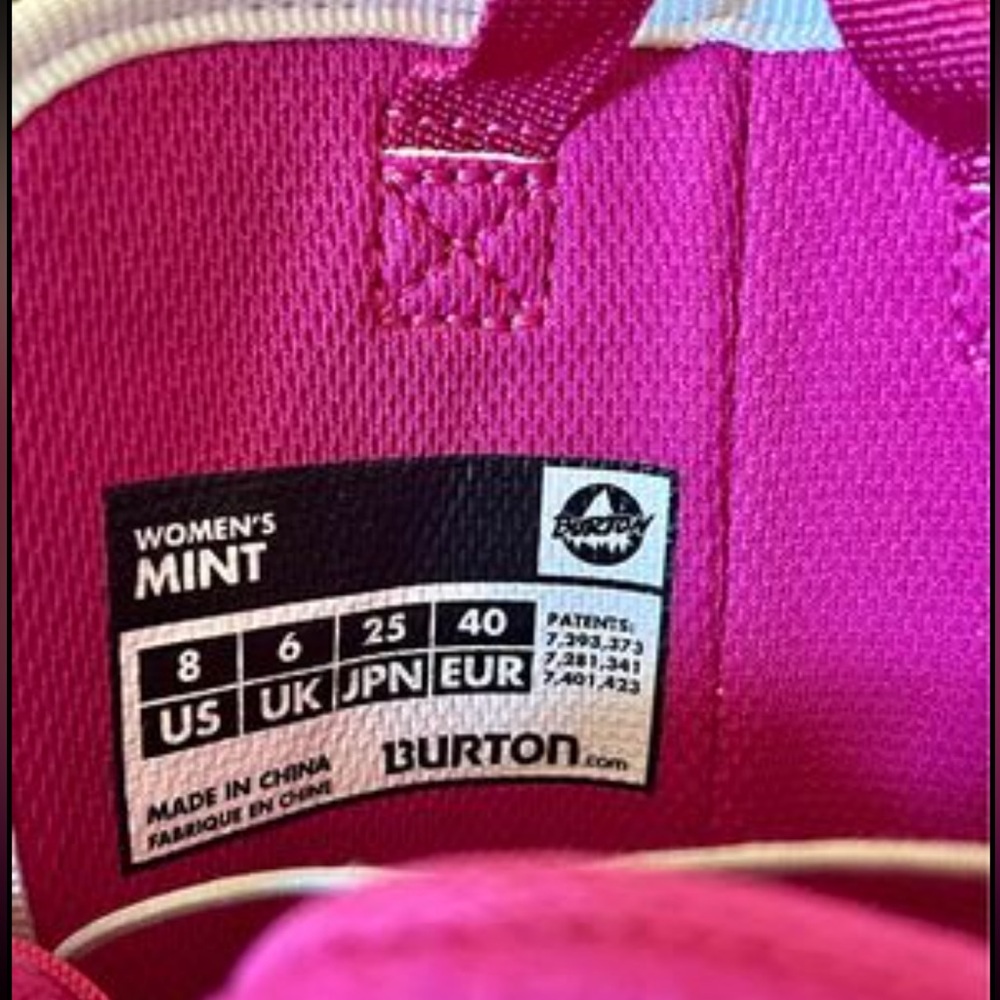 WOMEN'S
MINT
BURTON
8 6 25 40
US UK JPN EUR
PATENTS:
7,393,373
7,281,341
7,401,423
BURTON.com
MADE IN CHINA
FABRIQUE EN CHINE